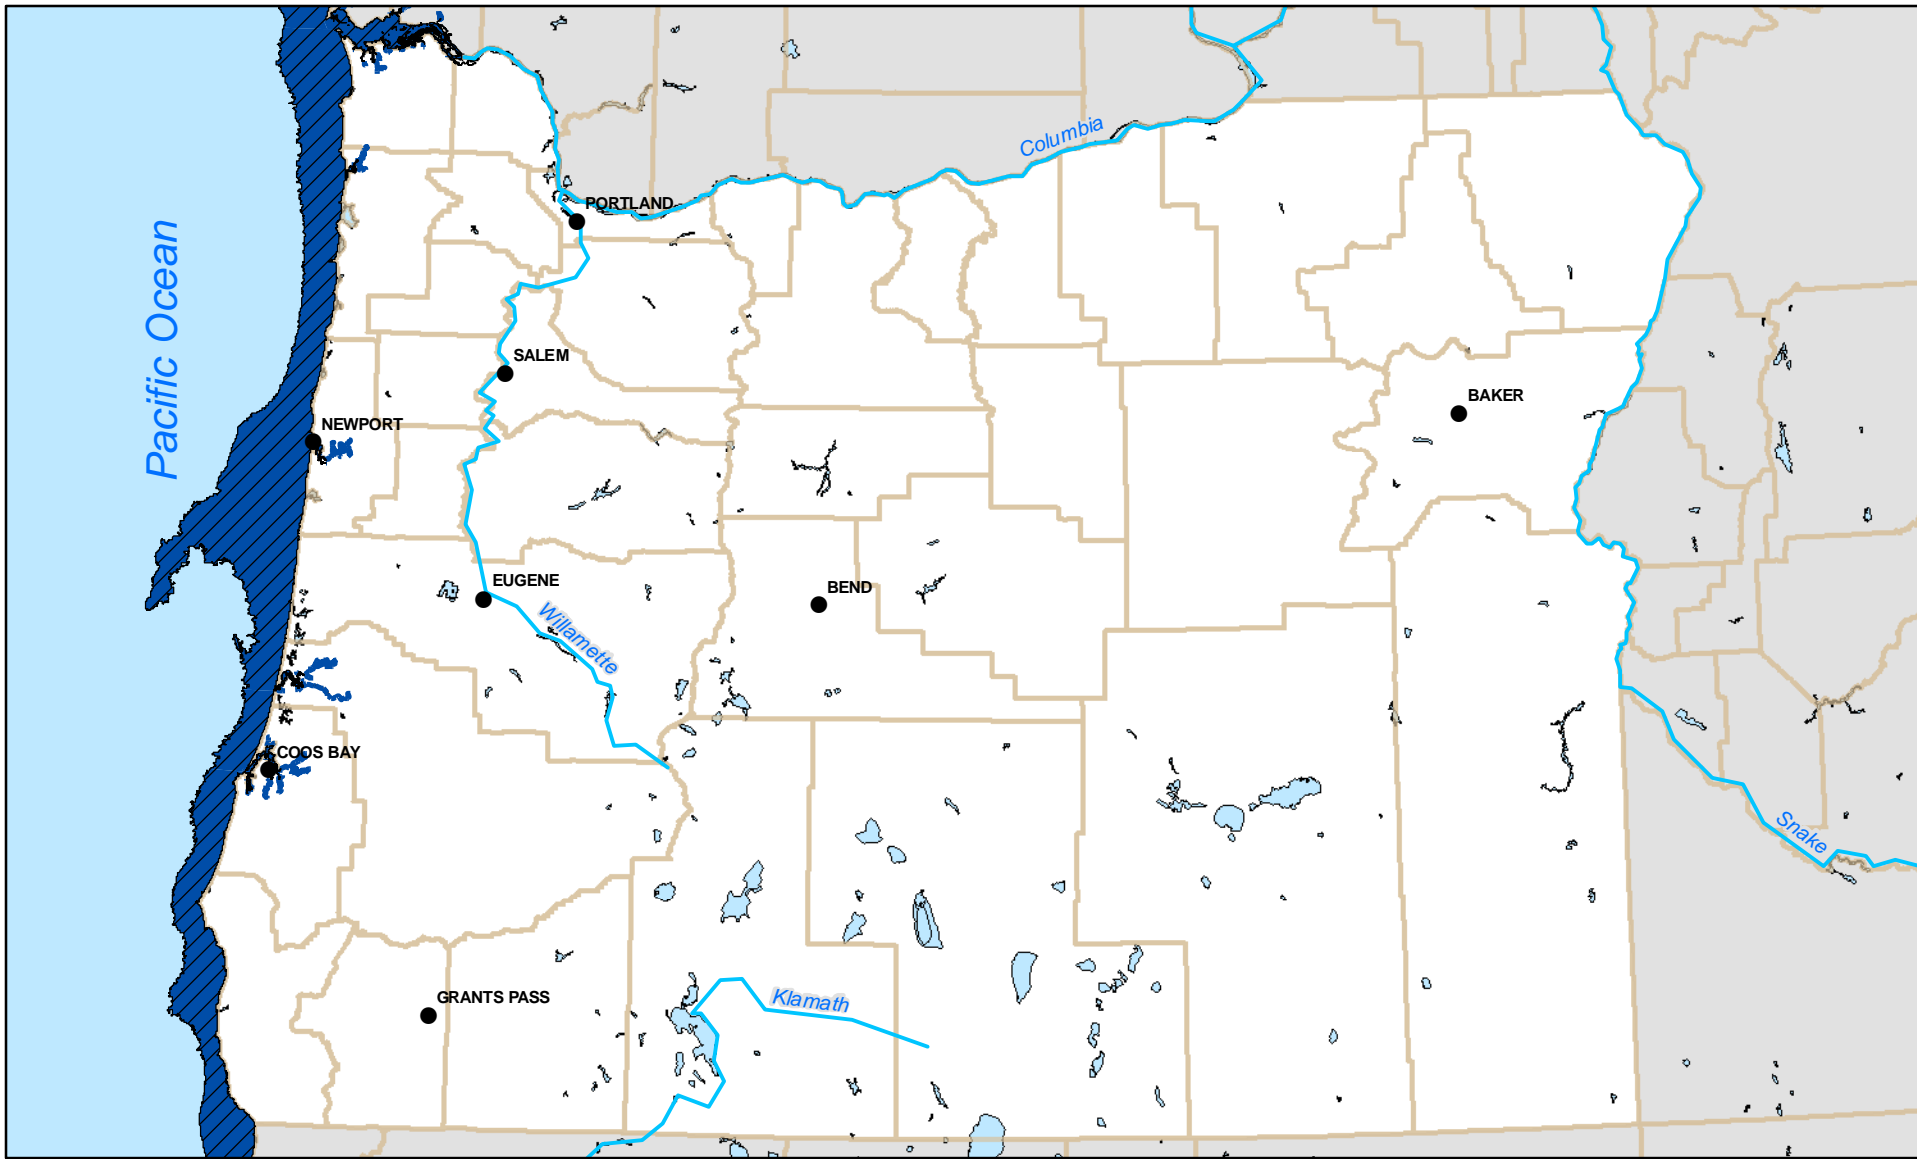 Columbia
PORTLAND
Pacific Ocean
SALEM
BAKER
NEWPORT
EUGENE
BEND
Willamette
COOS BAY
Snake
GRANTS PASS
Klamath